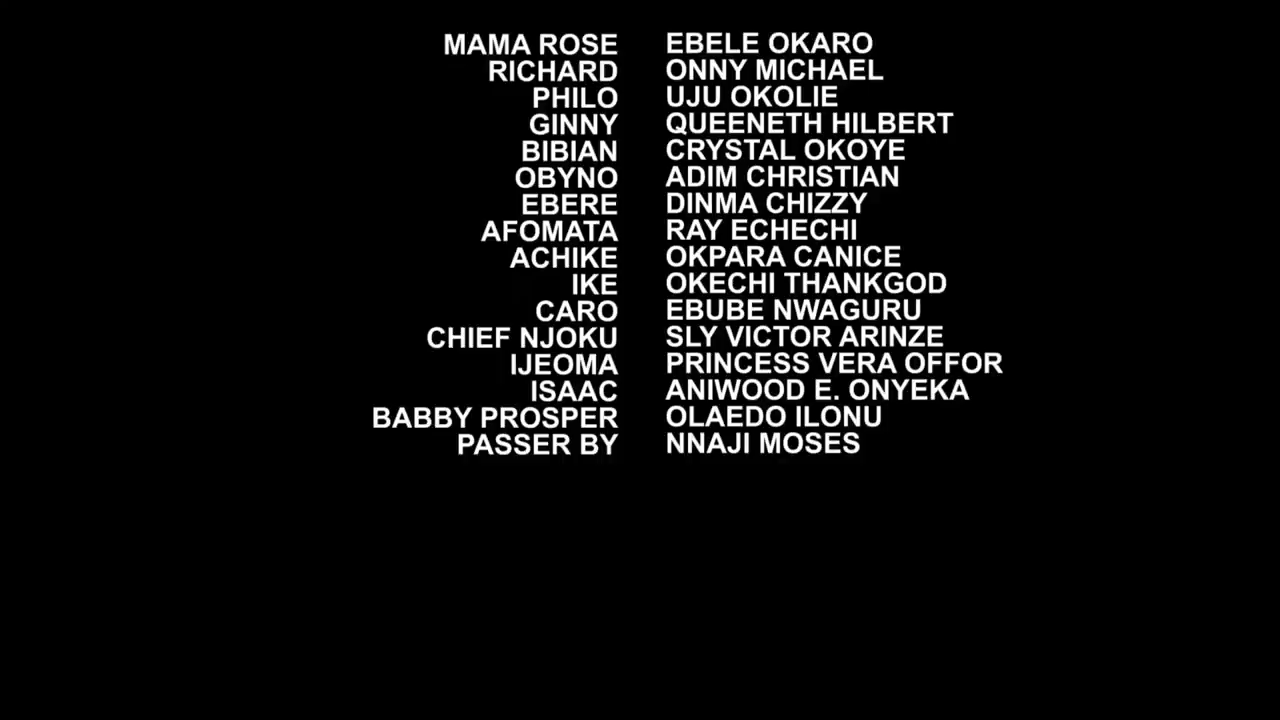 MAMA ROSE EBELE OKARO
RICHARD ONNY MICHAEL
PHILO UJU OKOLIE
GINNY QUEENETH HILBERT
BIBIAN CRYSTAL OKOYE
OBYNO ADIM CHRISTIAN
EBERE DINMA CHIZZY
AFOMATA RAY ECHECHI
ACHIKE OKPARA CANICE
IKE OKECHI THANKGOD
CARO EBUBE NWAGURU
CHIEF NJOKU SLY VICTOR ARINZE
IJEOMA PRINCESS VERA OFFOR
ISAAC ANIWOOD E. ONYEKA
BABBY PROSPER OLAEDO ILONU
PASSER BY NNAJI MOSES